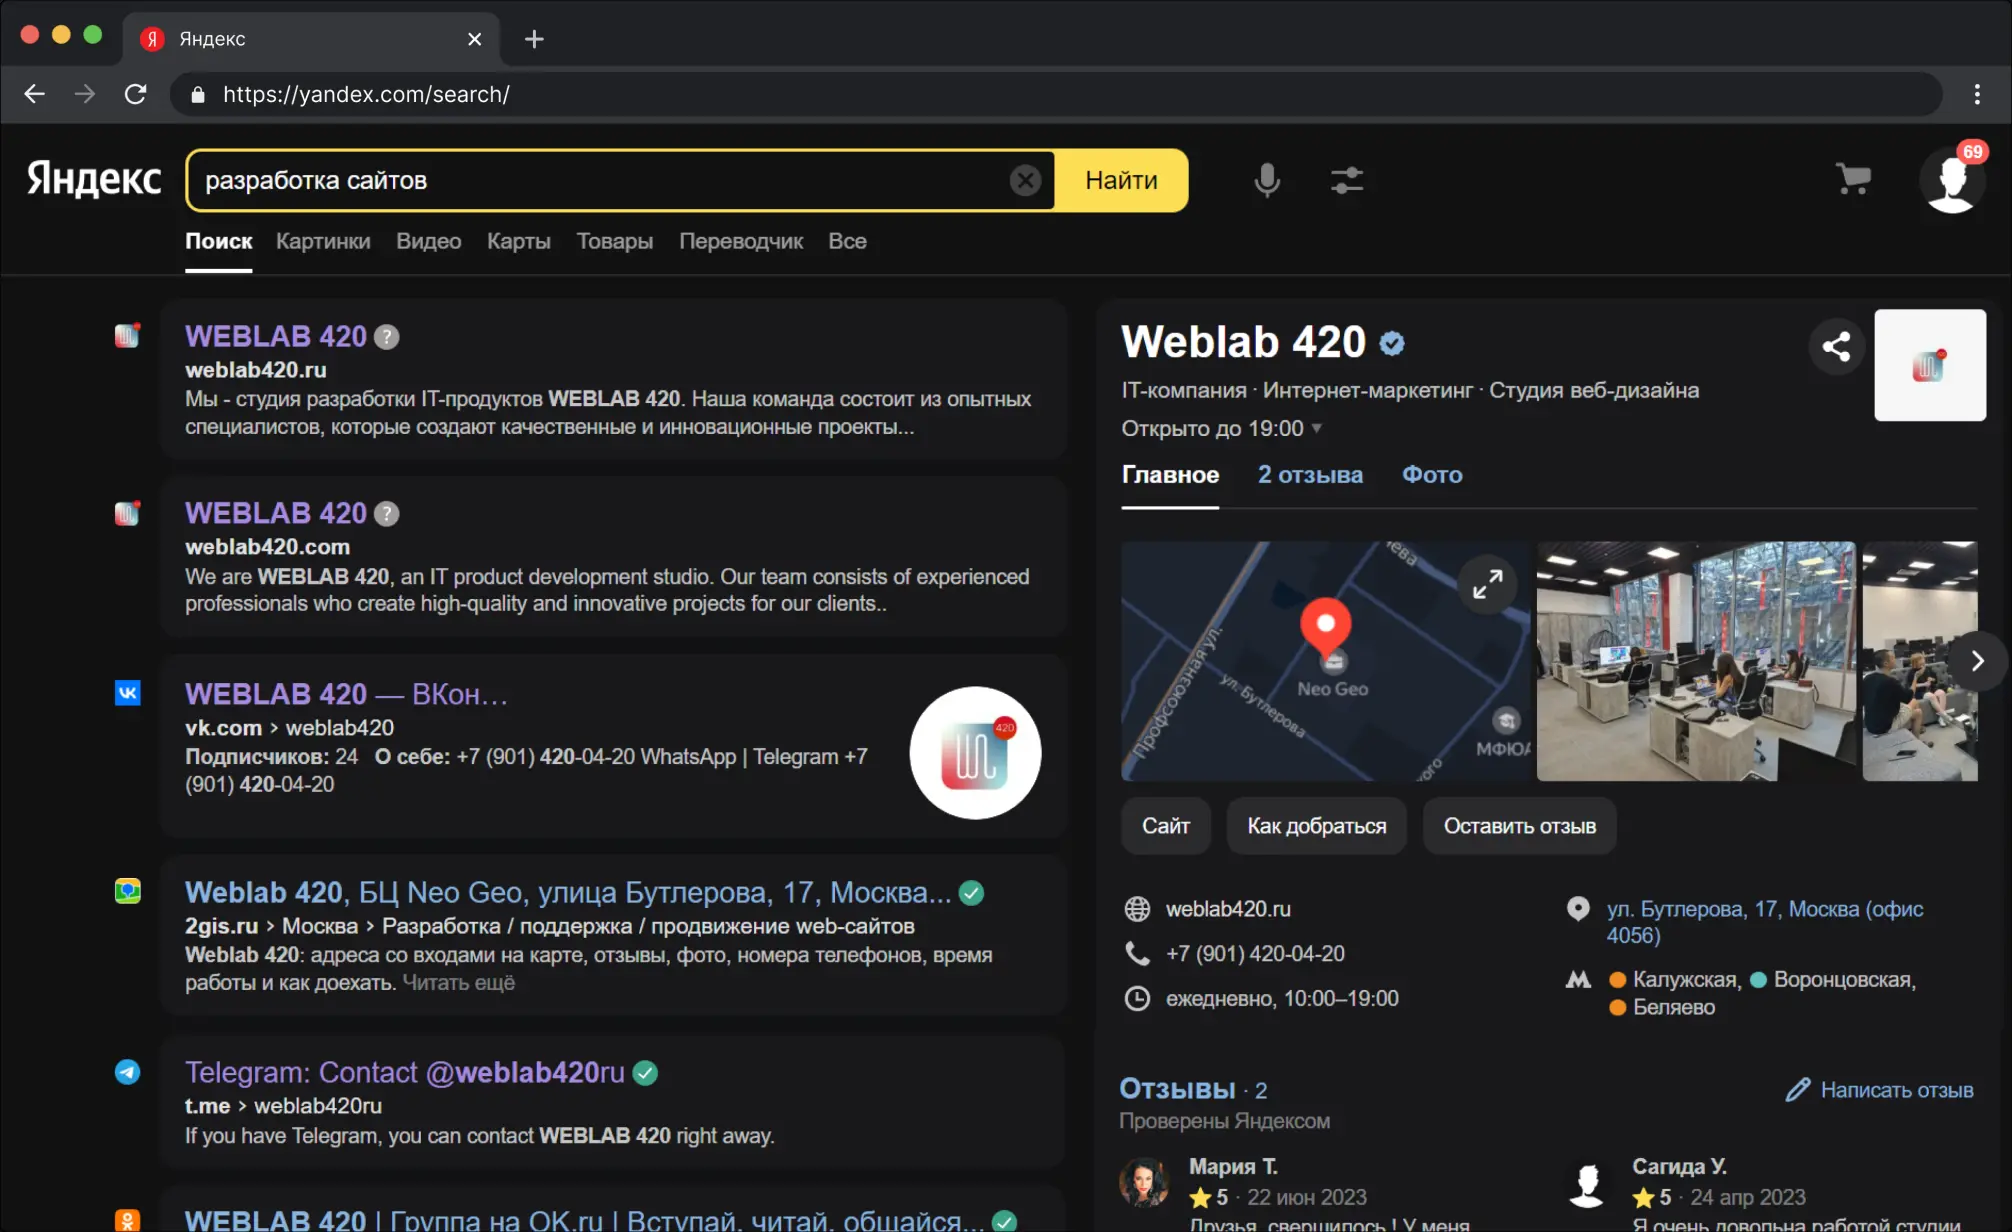 Яндекс
https://yandex.com/search/
Яндекс
разработка сайтов
Найти
69
Поиск Картинки Видео Карты Товары Переводчик Все
WEBLAB 420 ?
weblab420.ru
Мы - студия разработки IT-продуктов WEBLAB 420. Наша команда состоит из опытных
специалистов, которые создают качественные и инновационные проекты...
WEBLAB 420 ?
weblab420.com
We are WEBLAB 420, an IT product development studio. Our team consists of experienced
professionals who create high-quality and innovative projects for our clients..
WEBLAB 420 — ВКон...
vk.com › weblab420
Подписчиков: 24 О себе: +7 (901) 420-04-20 WhatsApp | Telegram +7
(901) 420-04-20
420
Weblab 420, БЦ Neo Geo, улица Бутлерова, 17, Москва...
2gis.ru › Москва › Разработка / поддержка / продвижение web-сайтов
Weblab 420: адреса со входами на карте, отзывы, фото, номера телефонов, время
работы и как доехать. Читать ещё
Telegram: Contact @weblab420ru
t.me › weblab420ru
If you have Telegram, you can contact WEBLAB 420 right away.
WEBLAB 420 | Группа на OK.ru | Вступай, читай, общайся...
Weblab 420
IT-компания · Интернет-маркетинг · Студия веб-дизайна
Открыто до 19:00
Главное 2 отзыва Фото
Профсоюзная ул.
ул. Бутлерова
Neo Geo
МФЮА
Сайт Как добраться Оставить отзыв
weblab420.ru
+7 (901) 420-04-20
ежедневно, 10:00–19:00
ул. Бутлерова, 17, Москва (офис
4056)
Калужская, Воронцовская,
Беляево
Отзывы · 2
Написать отзыв
Проверены Яндексом
Мария Т.
5 · 22 июн 2023
Друзья, свершилось ! У меня
Сагида У.
5 · 24 апр 2023
Я очень довольна работой студии